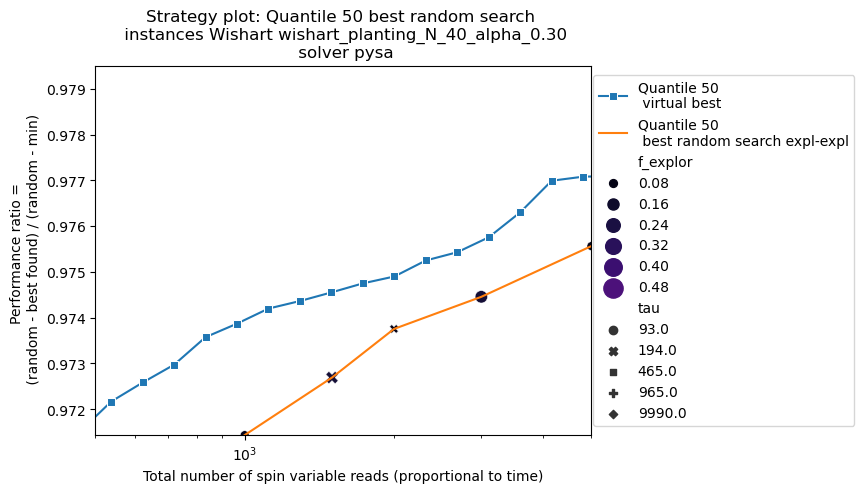 Strategy plot: Quantile 50 best random search
instances Wishart wishart_planting_N_40_alpha_0.30
solver pysa
0.979
0.978
0.977
0.976
0.975
0.974
0.973
0.972
Performance ratio =
(random - best found) / (random - min)
10³
Total number of spin variable reads (proportional to time)
Quantile 50
virtual best
Quantile 50
best random search expl-expl
f_explor
0.08
0.16
0.24
0.32
0.40
0.48
tau
93.0
194.0
465.0
965.0
9990.0